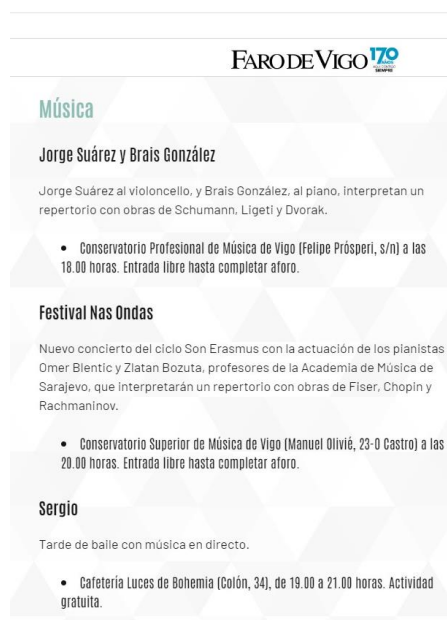 FARO DE VIGO 170
AÑOS
SIEMPRE
Música
Jorge Suárez y Brais González
Jorge Suárez al violoncello, y Brais González, al piano, interpretan un
repertorio con obras de Schumann, Ligeti y Dvorak.
• Conservatorio Profesional de Música de Vigo (Felipe Prósperi, s/n) a las
18.00 horas. Entrada libre hasta completar aforo.
Festival Nas Ondas
Nuevo concierto del ciclo Son Erasmus con la actuación de los pianistas
Omer Blentic y Zlatan Bozuta, profesores de la Academia de Música de
Sarajevo, que interpretarán un repertorio con obras de Fiser, Chopin y
Rachmaninov.
• Conservatorio Superior de Música de Vigo (Manuel Olivié, 23-O Castro) a las
20.00 horas. Entrada libre hasta completar aforo.
Sergio
Tarde de baile con música en directo.
• Cafetería Luces de Bohemia (Colón, 34), de 19.00 a 21.00 horas. Actividad
gratuita.